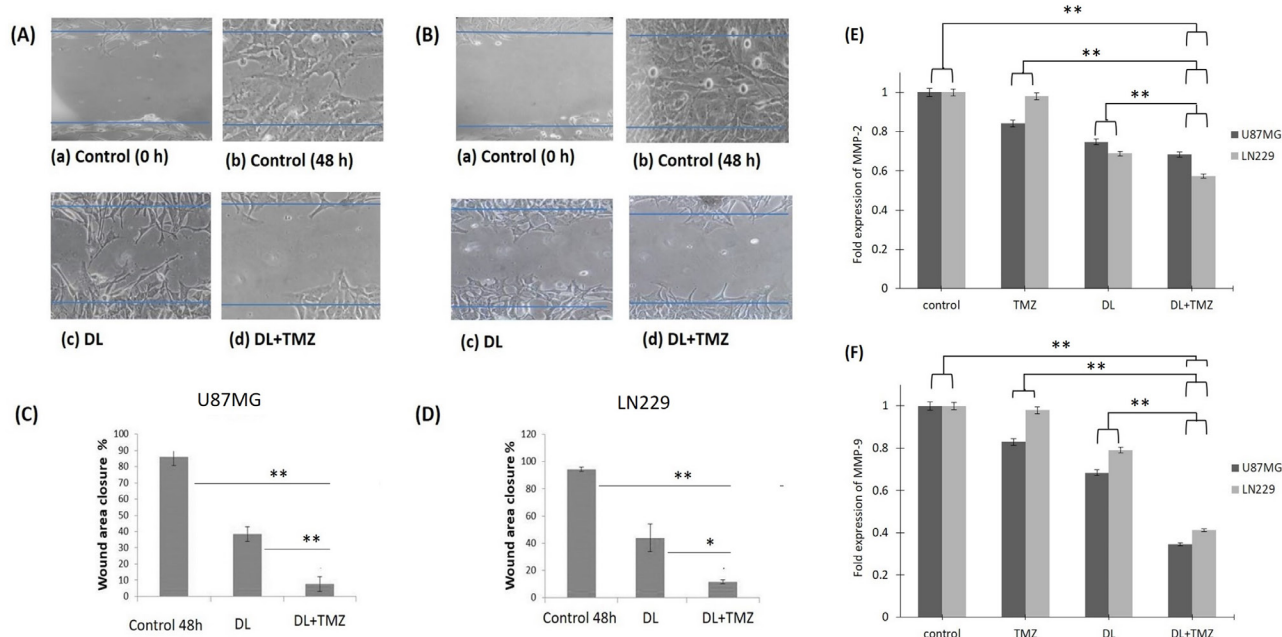 (A)
(a) Control (0 h)
(b) Control (48 h)
(c) DL
(d) DL+TMZ
(B)
(a) Control (0 h)
(b) Control (48 h)
(c) DL
(d) DL+TMZ
(C)
U87MG
Wound area closure %
100
90
80
70
60
50
40
30
20
10
0
**
**
Control 48h DL DL+TMZ
(D)
LN229
Wound area closure %
120
100
80
60
40
20
0
**
*
Control 48h DL DL+TMZ
(E)
**
**
**
Fold expression of MMP-2
1
0.8
0.6
0.4
0.2
0
control TMZ DL DL+TMZ
U87MG
LN229
(F)
**
**
**
Fold expression of MMP-9
1
0.8
0.6
0.4
0.2
0
control TMZ DL DL+TMZ
U87MG
LN229